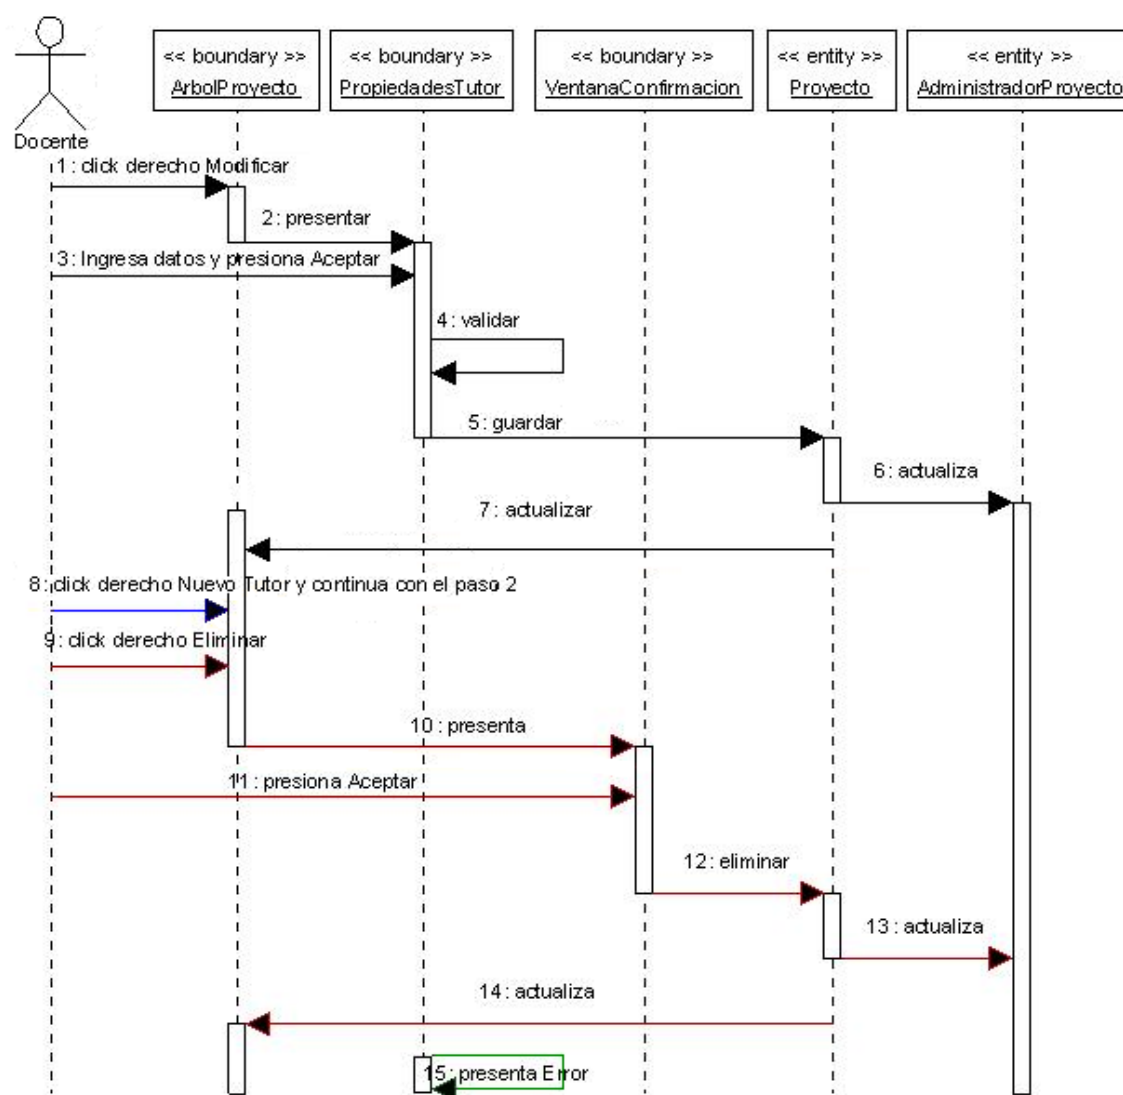 << boundary >>
ArbolProyecto
<< boundary >>
PropiedadesTutor
<< boundary >>
VentanaConfirmacion
<< entity >>
Proyecto
<< entity >>
AdministradorProyecto
Docente
1 : click derecho Modificar
2 : presentar
3 : Ingresa datos y presiona Aceptar
4 : validar
5 : guardar
6 : actualiza
7 : actualizar
8 : click derecho Nuevo Tutor y continua con el paso 2
9 : click derecho Eliminar
10 : presenta
11 : presiona Aceptar
12 : eliminar
13 : actualiza
14 : actualiza
15 : presenta Error